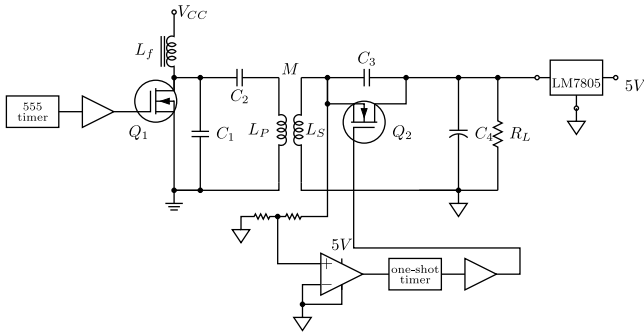 V_CC
L_f
M
C_3
C_2
LM7805
5V
555
timer
Q_1
C_1
L_P
L_S
Q_2
C_4
R_L
5V
+
−
one-shot
timer